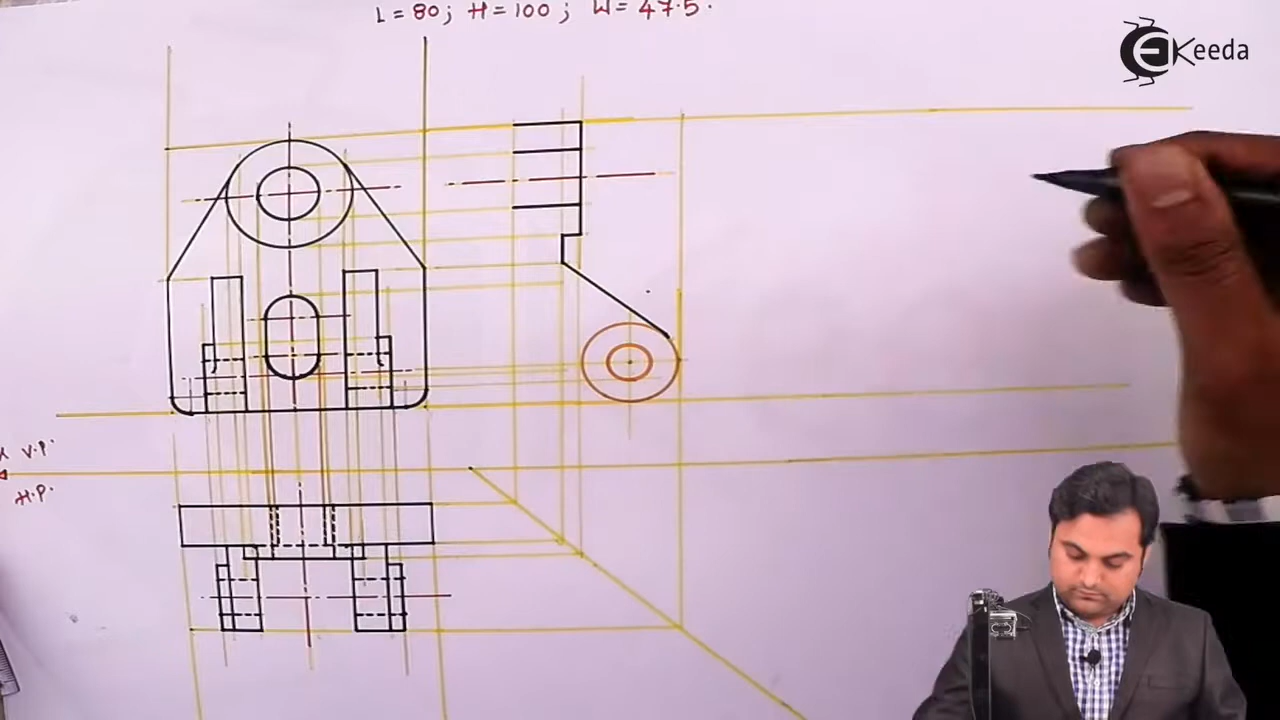 L = 80; H = 100; W = 47.5.
EKeeda
X V.P.
H.P.